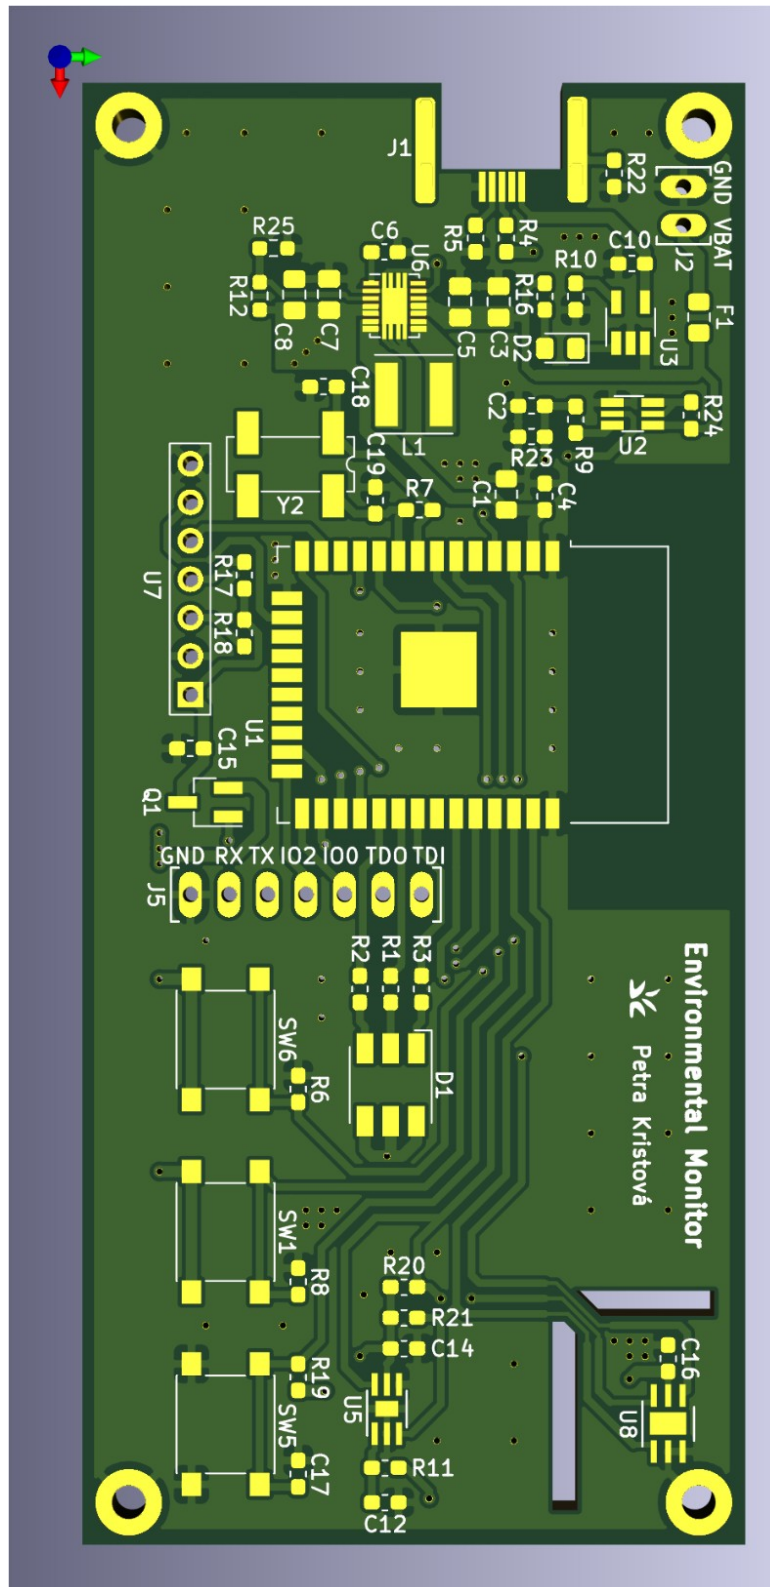 J1
R22
GND VBAT
J2
R25
C6
U6
R5
R4
C10
R10
R12
R16
F1
C8
C7
C5
C3
D2
U3
C18
L1
C2
R24
U2
R23
R9
Y2
C19
R7
C1
C4
U7
R17
R18
U1
C15
Q1
GND RX TX IO2 IO0 TDO TDI
J5
R2
R1
R3
Environmental Monitor
Petra Kristová
SW6
R6
D1
SW1
R8
R20
R21
C14
C16
R19
U5
U8
SW5
C17
R11
C12